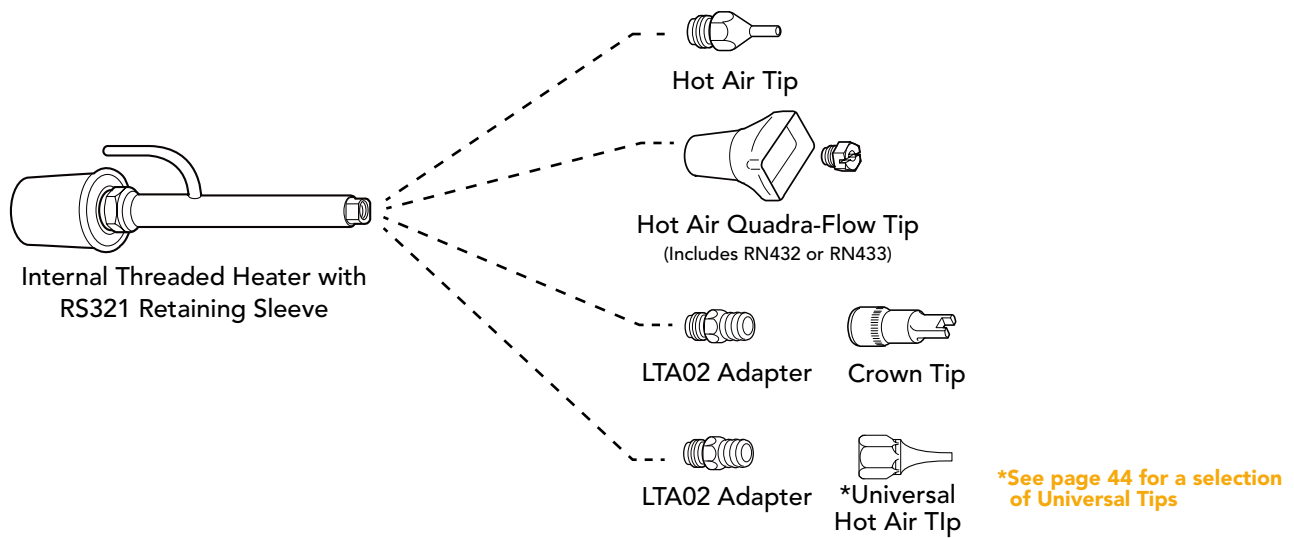 Hot Air Tip
Hot Air Quadra-Flow Tip
(Includes RN432 or RN433)
Internal Threaded Heater with
RS321 Retaining Sleeve
LTA02 Adapter
Crown Tip
LTA02 Adapter
*Universal
Hot Air TIp
*See page 44 for a selection
of Universal Tips